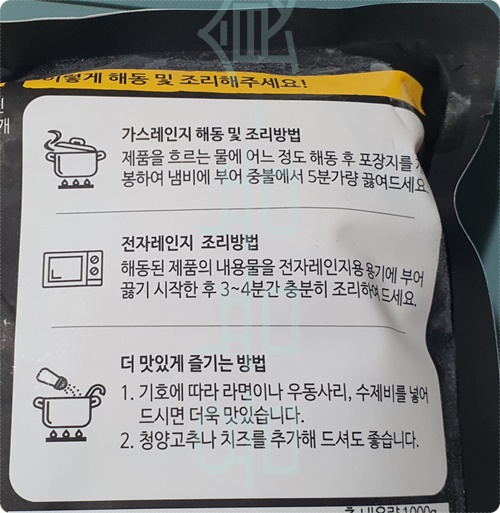 이렇게 해동 및 조리해주세요!
개
가스레인지 해동 및 조리방법
제품을 흐르는 물에 어느 정도 해동 후 포장지를
봉하여 냄비에 부어 중불에서 5분가량 끓여드세요
전자레인지 조리방법
해동된 제품의 내용물을 전자레인지용 용기에 부어
끓기 시작한 후 3~4분간 충분히 조리하여 드세요.
더 맛있게 즐기는 방법
1. 기호에 따라 라면이나 우동사리, 수제비를 넣어
드시면 더욱 맛있습니다.
2. 청양고추나 치즈를 추가해 드셔도 좋습니다.
총 내용량 1000g